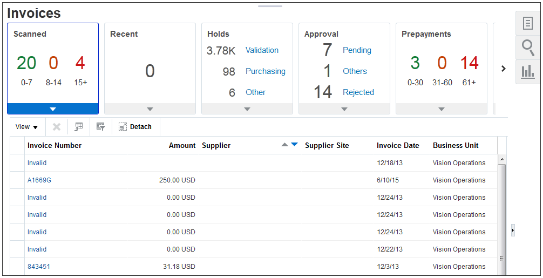 Invoices
Scanned
20 0 4
0-7 8-14 15+
Recent
0
Holds
3.78K Validation
98 Purchasing
6 Other
Approval
7 Pending
1 Others
14 Rejected
Prepayments
3 0 14
0-30 31-60 61+
View Detach
Invoice Number Amount Supplier Supplier Site Invoice Date Business Unit
Invalid 12/18/13 Vision Operations
A1669G 250.00 USD 6/10/15 Vision Operations
Invalid 0.00 USD 12/24/13 Vision Operations
Invalid 0.00 USD 12/24/13 Vision Operations
Invalid 0.00 USD 12/24/13 Vision Operations
Invalid 0.00 USD 12/22/13 Vision Operations
843451 31.18 USD 12/3/13 Vision Operations